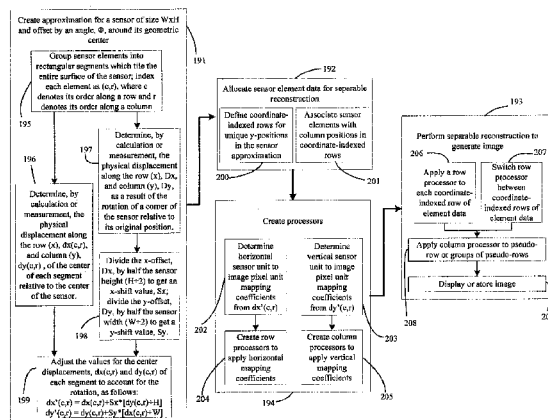 Create approximation for a sensor of size WxH
and offset by an angle, Φ, around its geometric
center
191
Group sensor elements into
rectangular segments which tile the
entire surface of the sensor; index
each element as (c,r), where c
denotes its order along a row and r
denotes its order along a column
195
196
Determine, by
calculation or
measurement, the
physical
displacement
along the row (x),
dx(c,r), and
column (y),
dy(c,r), of the
center of each
segment relative
to the center of
the sensor.
197
Determine, by
calculation or
measurement, the
physical displacement
along the row (x), Dx,
and column (y), Dy,
as a result of the
rotation of a corner of
the sensor relative to
its original position.
Divide the x-offset,
Dx, by half the sensor
height (H÷2) to get an
x-shift value, Sx;
divide the y-offset,
Dy, by half the sensor
width (W÷2) to get a
y-shift value, Sy.
198
Adjust the values for the center
displacements, dx(c,r) and dy(c,r) of
each segment to account for the
rotation, as follows:
dx'(c,r) = dx(c,r)+Sx*[dy(c,r)+H]
dy'(c,r) = dy(c,r)+Sy*[dx(c,r)+W]
199
192
Allocate sensor element data for separable
reconstruction
Define coordinate-
indexed rows for
unique y-positions in
the sensor
approximation
200
Associate sensor
elements with
column positions in
coordinate-indexed
rows
201
Create processors
Determine
horizontal
sensor unit to
image pixel unit
mapping
coefficients
from dx'(c,r)
202
Determine
vertical sensor
unit to image
pixel unit
mapping
coefficients
from dy'(c,r)
203
Create row
processors to
apply horizontal
mapping
coefficients
204
Create column
processors to
apply vertical
mapping
coefficients
205
194
193
Perform separable reconstruction to
generate image
206
207
Apply a row
processor to
each coordinate-
indexed row of
element data
Switch row
processor
between
coordinate-
indexed rows of
element data
Apply column processor to pseudo-
row or groups of pseudo-rows
208
Display or store image